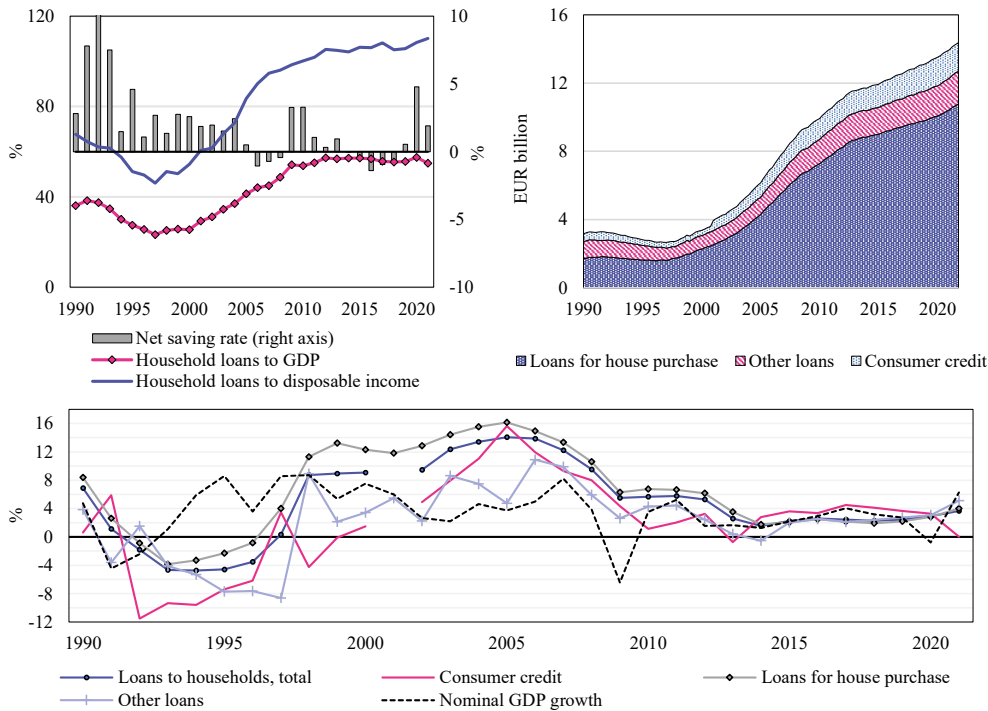 120
80
40
0
%
10
5
0
-5
-10
%
1990 1995 2000 2005 2010 2015 2020
Net saving rate (right axis)
Household loans to GDP
Household loans to disposable income
16
12
8
4
0
EUR billion
1990 1995 2000 2005 2010 2015 2020
Loans for house purchase Other loans Consumer credit
16
12
8
4
0
-4
-8
-12
%
1990 1995 2000 2005 2010 2015 2020
Loans to households, total Consumer credit Loans for house purchase
Other loans Nominal GDP growth